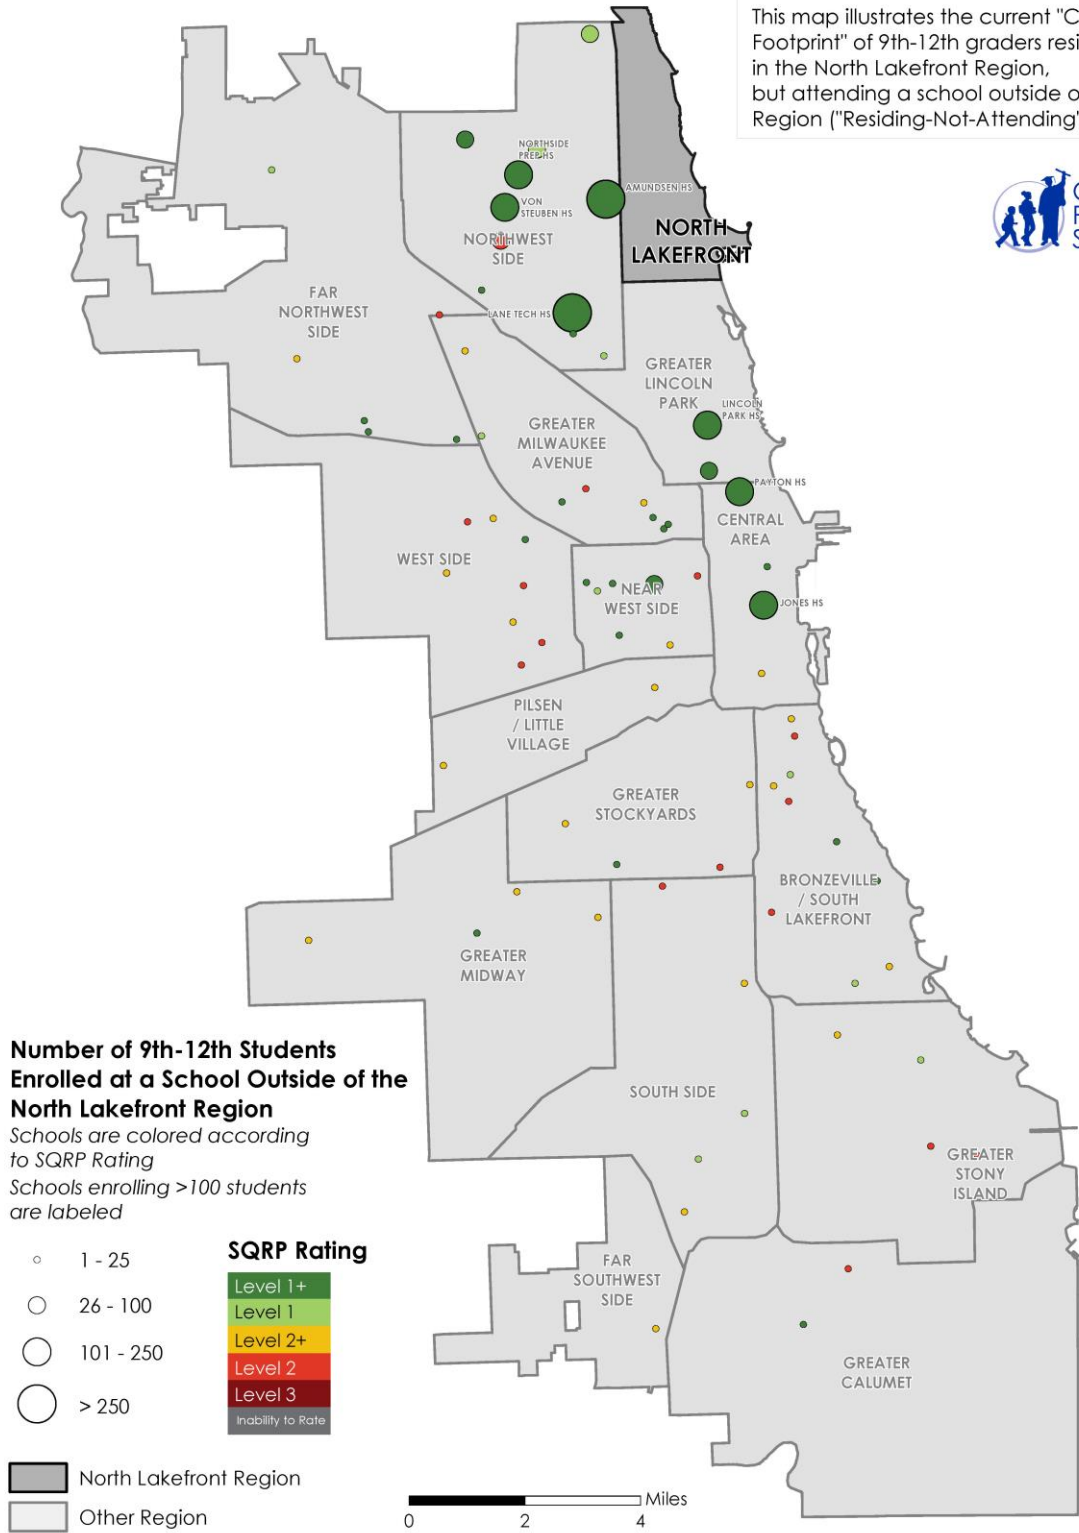 This map illustrates the current "C
Footprint" of 9th-12th graders resi
in the North Lakefront Region,
but attending a school outside o
Region ("Residing-Not-Attending"
NORTHSIDE
PREP HS
VON
STEUBEN HS
AMUNDSEN HS
NORTH
LAKEFRONT
NORTHWEST
SIDE
FAR
NORTHWEST
SIDE
LANE TECH HS
GREATER
LINCOLN
PARK
LINCOLN
PARK HS
GREATER
MILWAUKEE
AVENUE
PAYTON HS
CENTRAL
AREA
WEST SIDE
NEAR
WEST SIDE
JONES HS
PILSEN
/ LITTLE
VILLAGE
GREATER
STOCKYARDS
BRONZEVILLE
/ SOUTH
LAKEFRONT
GREATER
MIDWAY
SOUTH SIDE
GREATER
STONY
ISLAND
FAR
SOUTHWEST
SIDE
GREATER
CALUMET
Number of 9th-12th Students
Enrolled at a School Outside of the
North Lakefront Region
Schools are colored according
to SQRP Rating
Schools enrolling >100 students
are labeled
1 - 25
26 - 100
101 - 250
> 250
SQRP Rating
Level 1+
Level 1
Level 2+
Level 2
Level 3
Inability to Rate
North Lakefront Region
Other Region
Miles
0 2 4